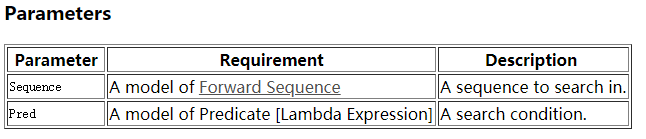 Parameters
Parameter Requirement Description
Sequence A model of Forward Sequence A sequence to search in.
Pred A model of Predicate [Lambda Expression] A search condition.